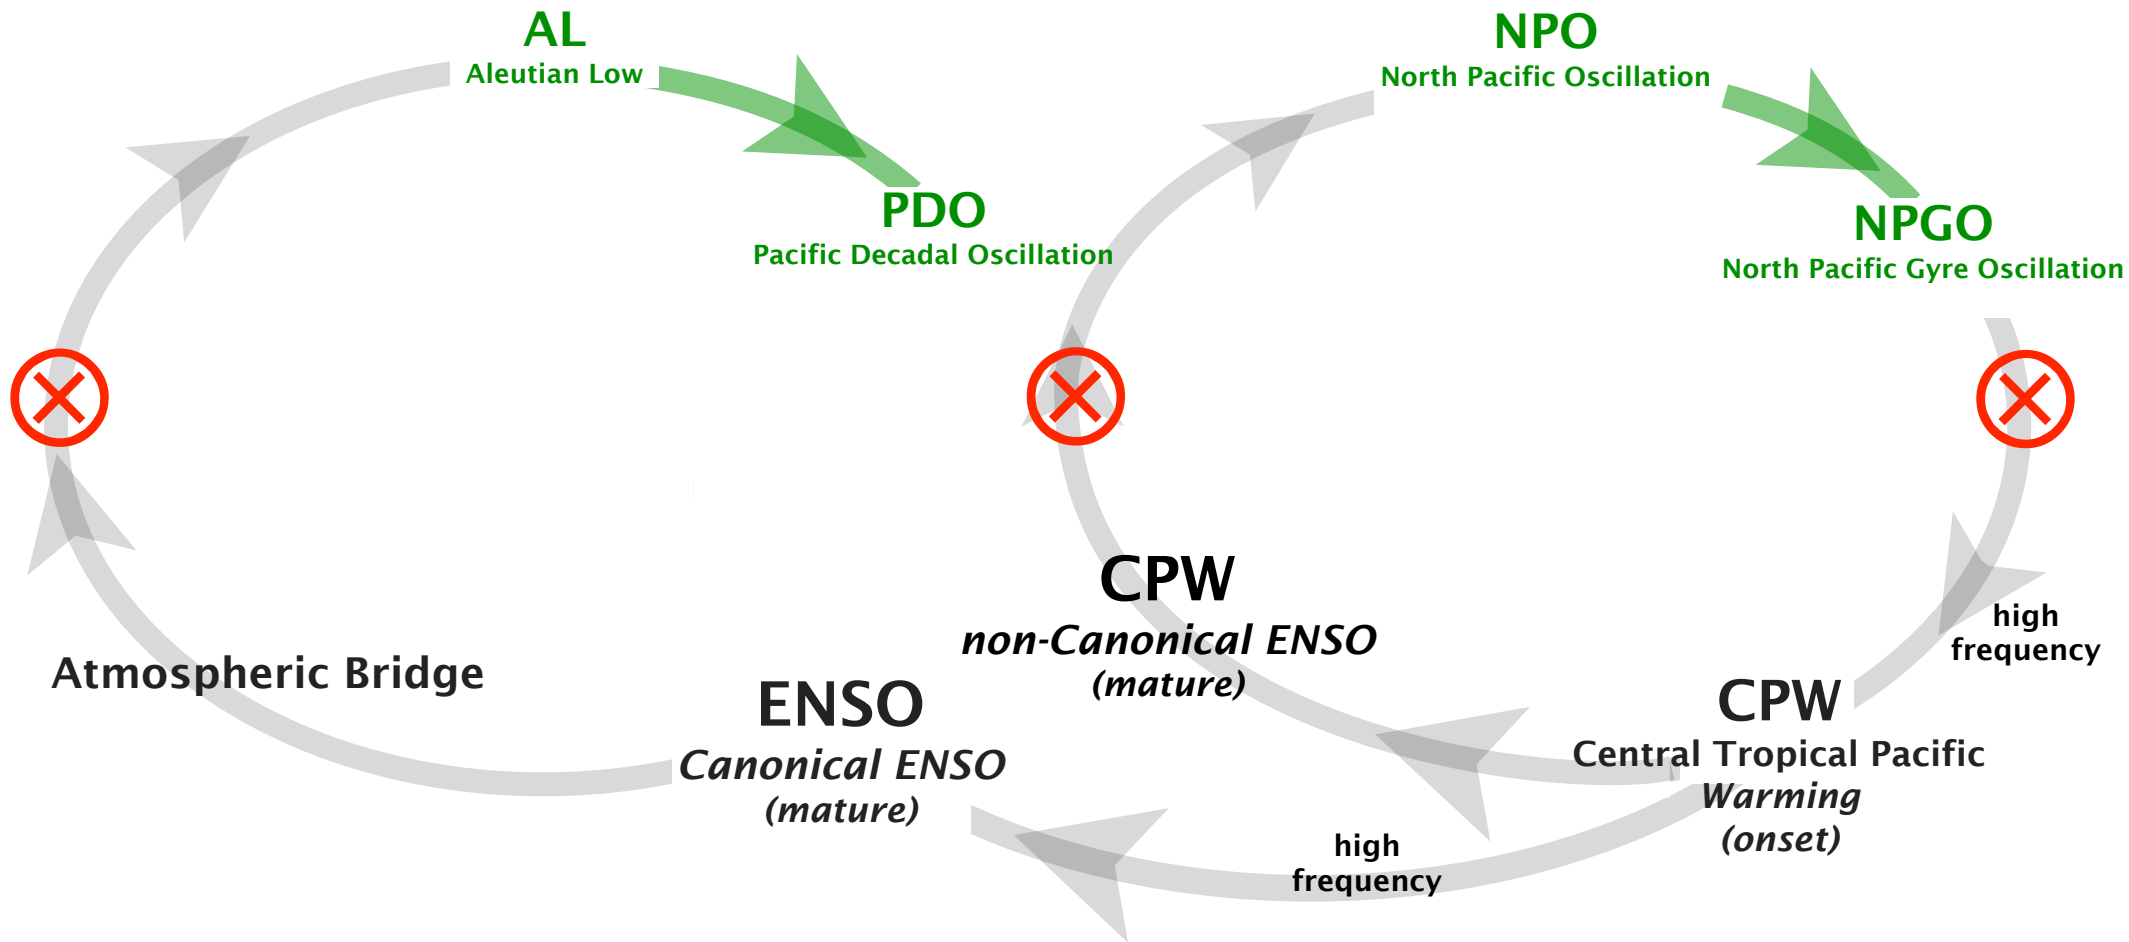 AL
Aleutian Low
NPO
North Pacific Oscillation
PDO
Pacific Decadal Oscillation
NPGO
North Pacific Gyre Oscillation
CPW
non-Canonical ENSO
(mature)
high
frequency
Atmospheric Bridge
ENSO
Canonical ENSO
(mature)
CPW
Central Tropical Pacific
Warming
(onset)
high
frequency